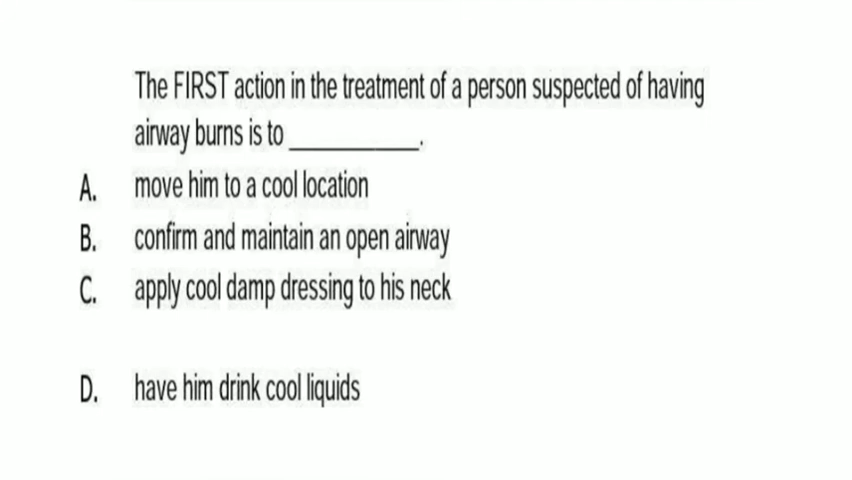 The FIRST action in the treatment of a person suspected of having
airway burns is to __________.
A. move him to a cool location
B. confirm and maintain an open airway
C. apply cool damp dressing to his neck
D. have him drink cool liquids